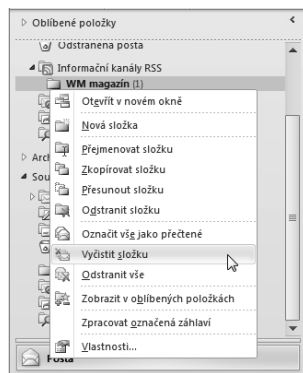 Oblíbené položky
Odstraněná pošta
Informační kanály RSS
WM magazín (1)
Otevřít v novém okně
Nová složka
Přejmenovat složku
Zkopírovat složku
Přesunout složku
Arch
Sou
Odstranit složku
Označit vše jako přečtené
Vyčistit složku
Odstranit vše
Zobrazit v oblíbených položkách
Zpracovat označená záhlaví
Vlastnosti...
Pošta